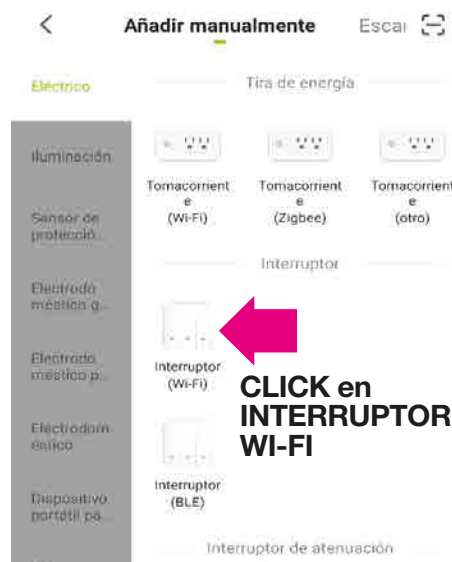 Añadir manualmente
Escar
Eléctrico
Tira de energía
Iluminación
Tomacorrient
e
(Wi-Fi)
Tomacorrient
e
(Zigbee)
Tomacorrient
e
(otro)
Sensor de
protecció...
Interruptor
Electrodo
méstico g...
Interruptor
(Wi-Fi)
CLICK en
INTERRUPTOR
WI-FI
Electrodo
méstico p...
Electrodom
éstico
Interruptor
(BLE)
Dispositivo
portátil pa...
Interruptor de atenuación